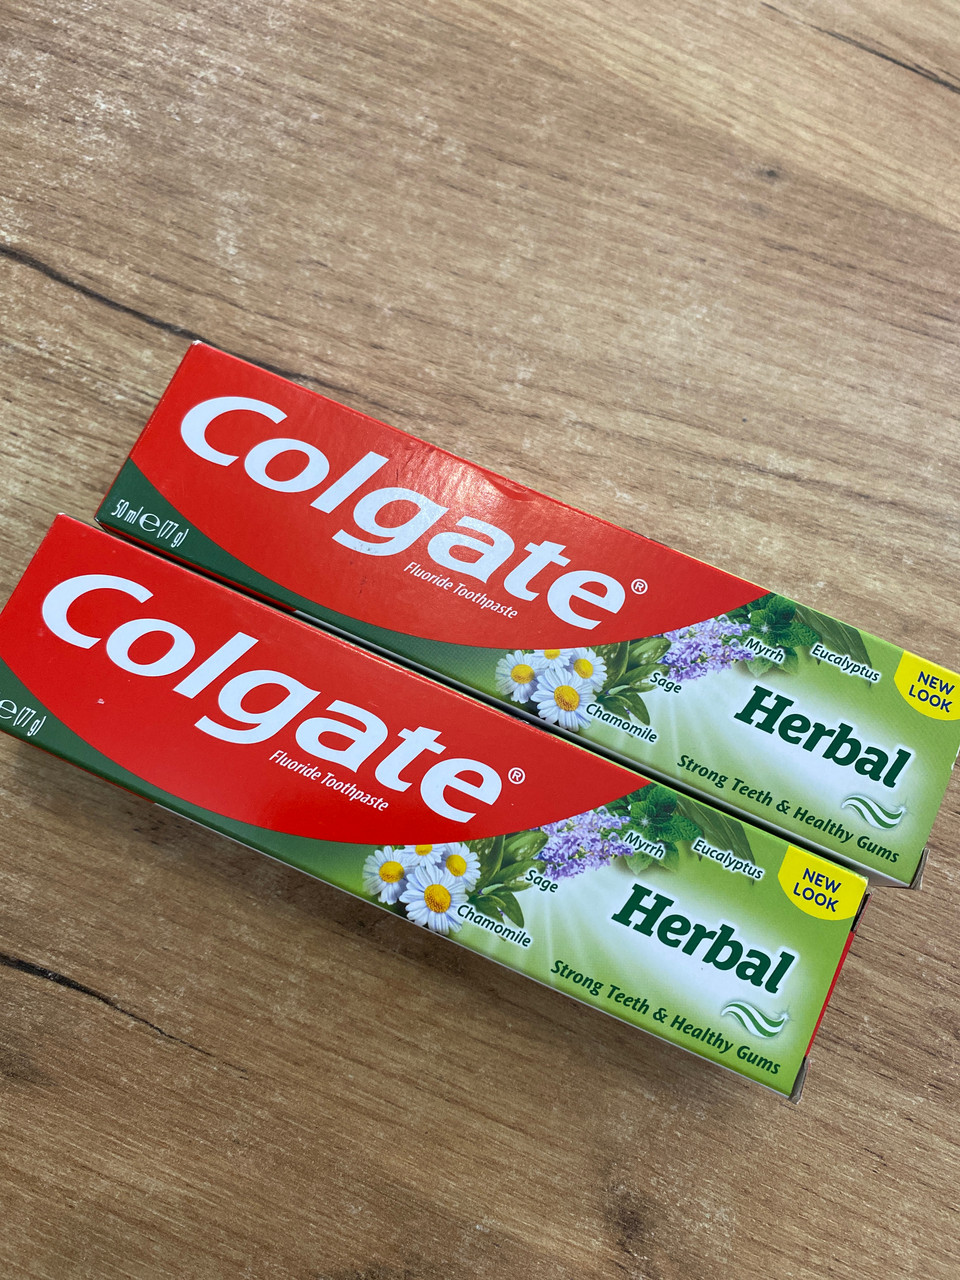 Colgate®
Fluoride Toothpaste
50 ml e (77 g)
Chamomile
Sage
Myrrh
Eucalyptus
NEW
LOOK
Herbal
Strong Teeth & Healthy Gums
Colgate®
Fluoride Toothpaste
e (77 g)
Chamomile
Sage
Myrrh
Eucalyptus
NEW
LOOK
Herbal
Strong Teeth & Healthy Gums